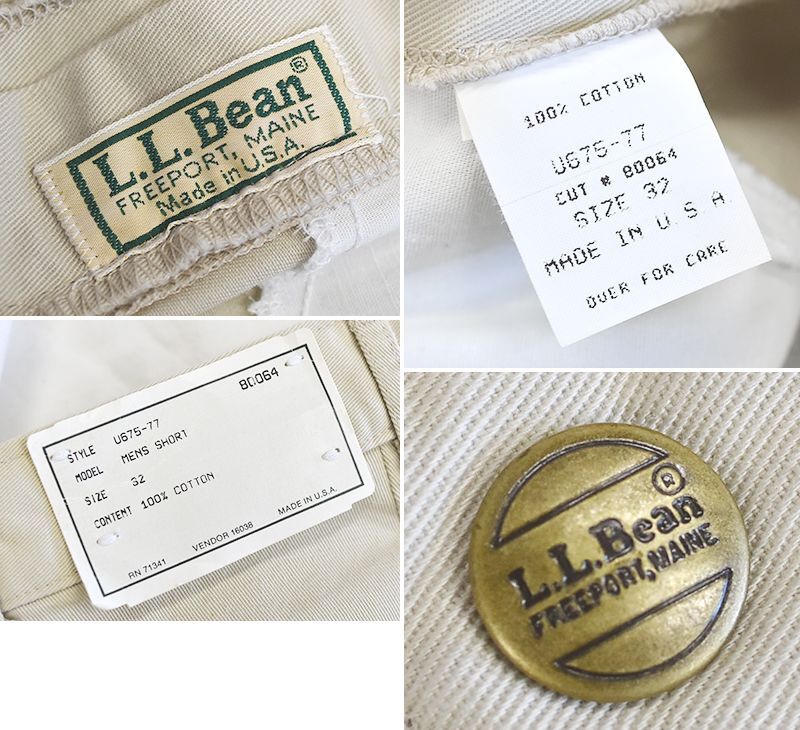 L.L.Bean®
FREEPORT, MAINE
Made in U.S.A.
100% COTTON
U675-77
CUT # 80064
SIZE 32
MADE IN U.S.A.
OVER FOR CARE
80064
STYLE U675-77
MODEL MENS SHORT
SIZE 32
CONTENT 100% COTTON
RN 71341 VENDOR 16038 MADE IN U.S.A.
®
L.L.Bean
FREEPORT, MAINE